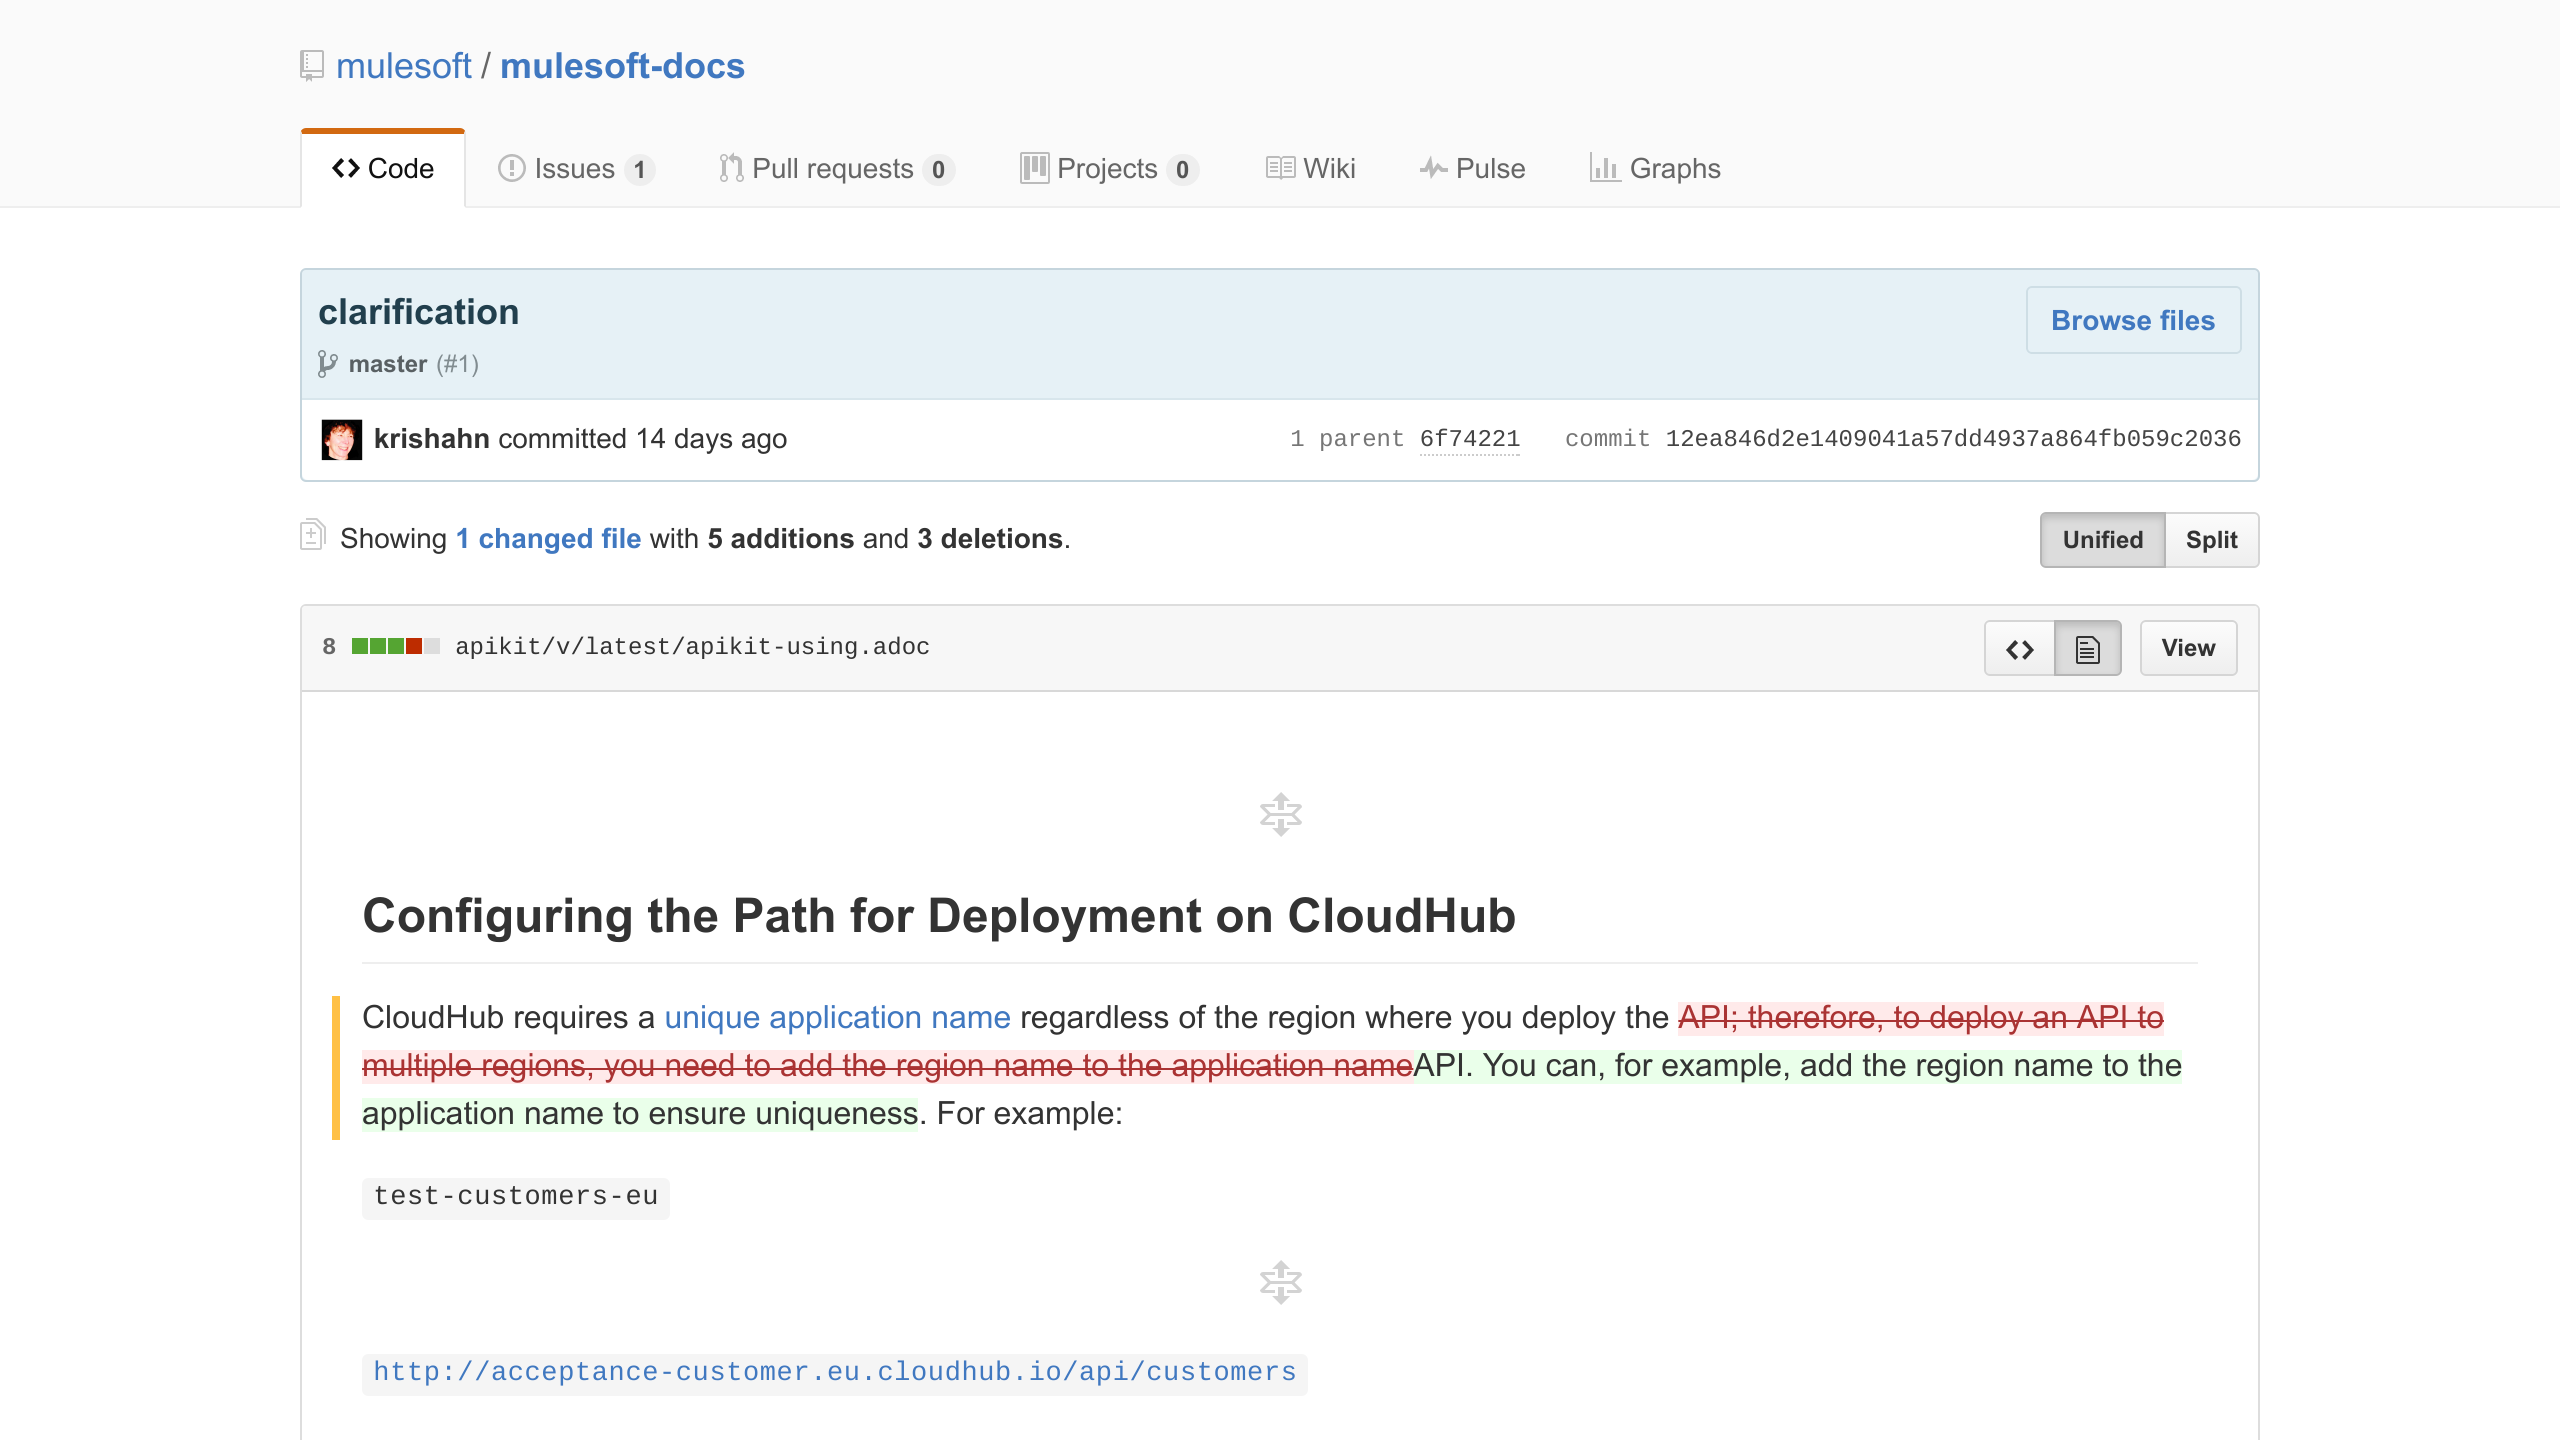 mulesoft / mulesoft-docs
Code Issues 1 Pull requests 0 Projects 0 Wiki Pulse Graphs
clarification
Browse files
master (#1)
krishahn committed 14 days ago 1 parent 6f74221 commit 12ea846d2e1409041a57dd4937a864fb059c2036
Showing 1 changed file with 5 additions and 3 deletions.
Unified Split
8 apikit/v/latest/apikit-using.adoc View
Configuring the Path for Deployment on CloudHub
CloudHub requires a unique application name regardless of the region where you deploy the API; therefore, to deploy an API to
multiple regions, you need to add the region name to the application nameAPI. You can, for example, add the region name to the
application name to ensure uniqueness. For example:
test-customers-eu
http://acceptance-customer.eu.cloudhub.io/api/customers